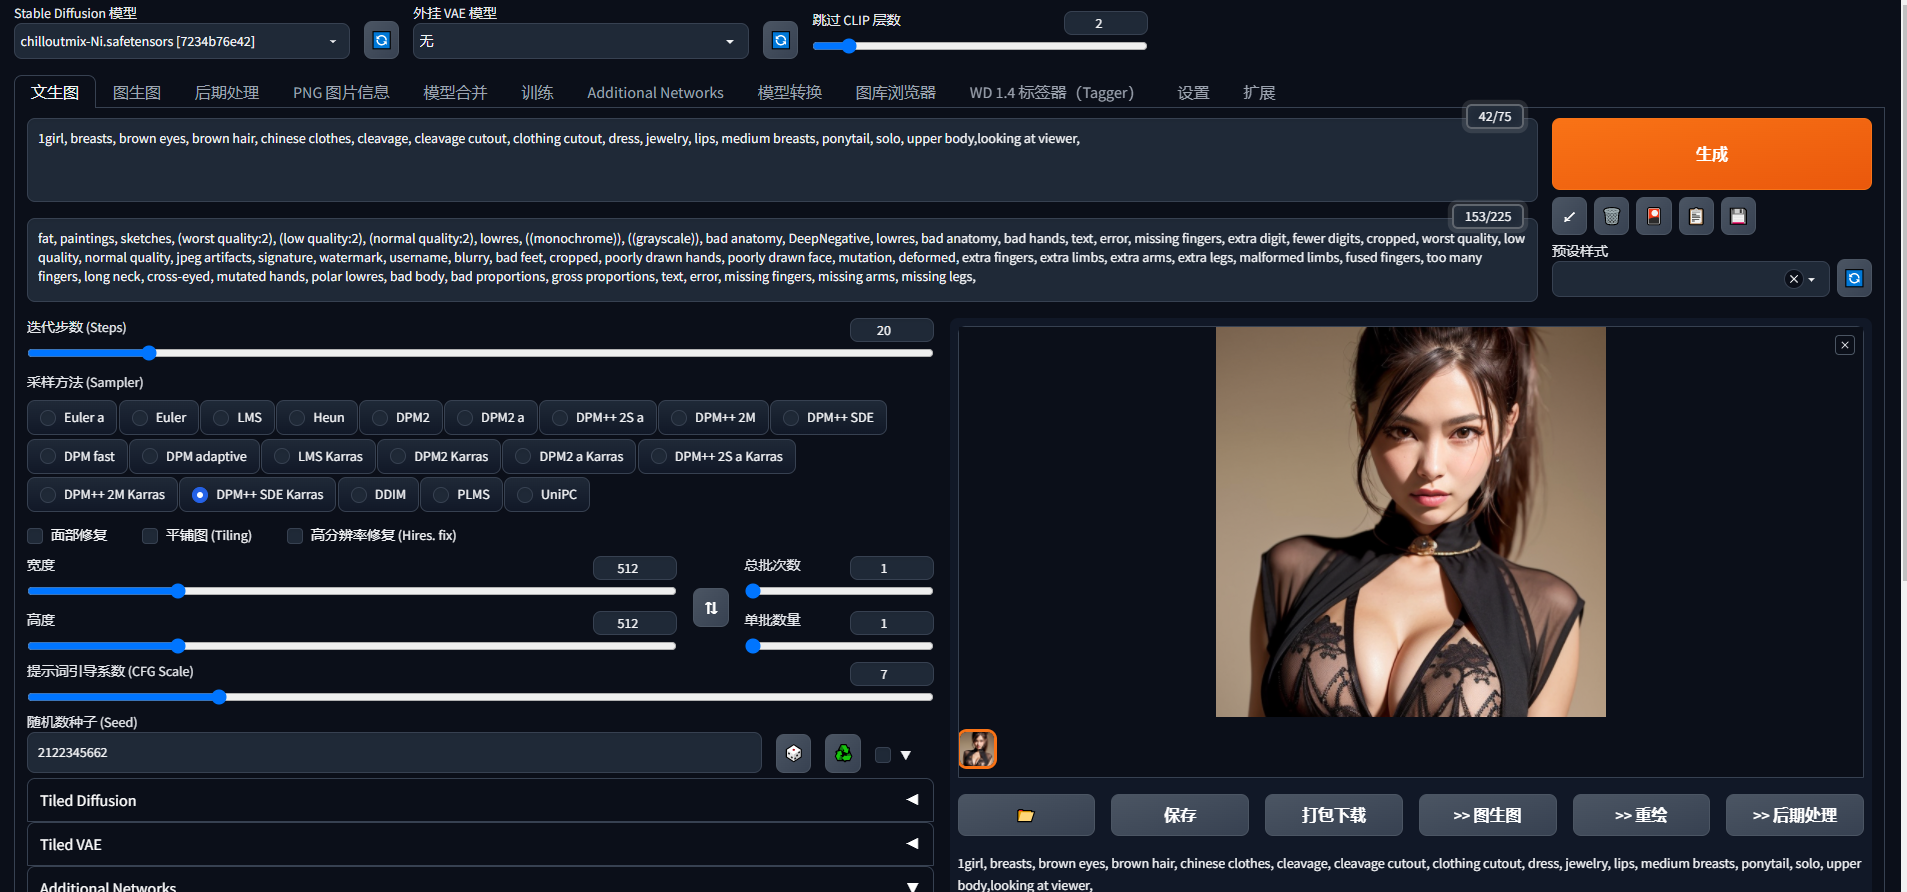 Stable Diffusion 模型
外挂 VAE 模型
跳过 CLIP 层数
2
chilloutmix-Ni.safetensors [7234b76e42]
无
文生图
图生图
后期处理
PNG 图片信息
模型合并
训练
Additional Networks
模型转换
图库浏览器
WD 1.4 标签器（Tagger）
设置
扩展
42/75
1girl, breasts, brown eyes, brown hair, chinese clothes, cleavage, cleavage cutout, clothing cutout, dress, jewelry, lips, medium breasts, ponytail, solo, upper body,looking at viewer,
生成
153/225
fat, paintings, sketches, (worst quality:2), (low quality:2), (normal quality:2), lowres, ((monochrome)), ((grayscale)), bad anatomy, DeepNegative, lowres, bad anatomy, bad hands, text, error, missing fingers, extra digit, fewer digits, cropped, worst quality, low
quality, normal quality, jpeg artifacts, signature, watermark, username, blurry, bad feet, cropped, poorly drawn hands, poorly drawn face, mutation, deformed, extra fingers, extra limbs, extra arms, extra legs, malformed limbs, fused fingers, too many
fingers, long neck, cross-eyed, mutated hands, polar lowres, bad body, bad proportions, gross proportions, text, error, missing fingers, missing arms, missing legs,
预设样式
迭代步数 (Steps)
20
采样方法 (Sampler)
Euler a
Euler
LMS
Heun
DPM2
DPM2 a
DPM++ 2S a
DPM++ 2M
DPM++ SDE
DPM fast
DPM adaptive
LMS Karras
DPM2 Karras
DPM2 a Karras
DPM++ 2S a Karras
DPM++ 2M Karras
DPM++ SDE Karras
DDIM
PLMS
UniPC
面部修复
平铺图 (Tiling)
高分辨率修复 (Hires. fix)
宽度
512
总批次数
1
高度
512
单批数量
1
提示词引导系数 (CFG Scale)
7
随机数种子 (Seed)
2122345662
Tiled Diffusion
Tiled VAE
Additional Networks
保存
打包下载
>> 图生图
>> 重绘
>> 后期处理
1girl, breasts, brown eyes, brown hair, chinese clothes, cleavage, cleavage cutout, clothing cutout, dress, jewelry, lips, medium breasts, ponytail, solo, upper
body,looking at viewer,